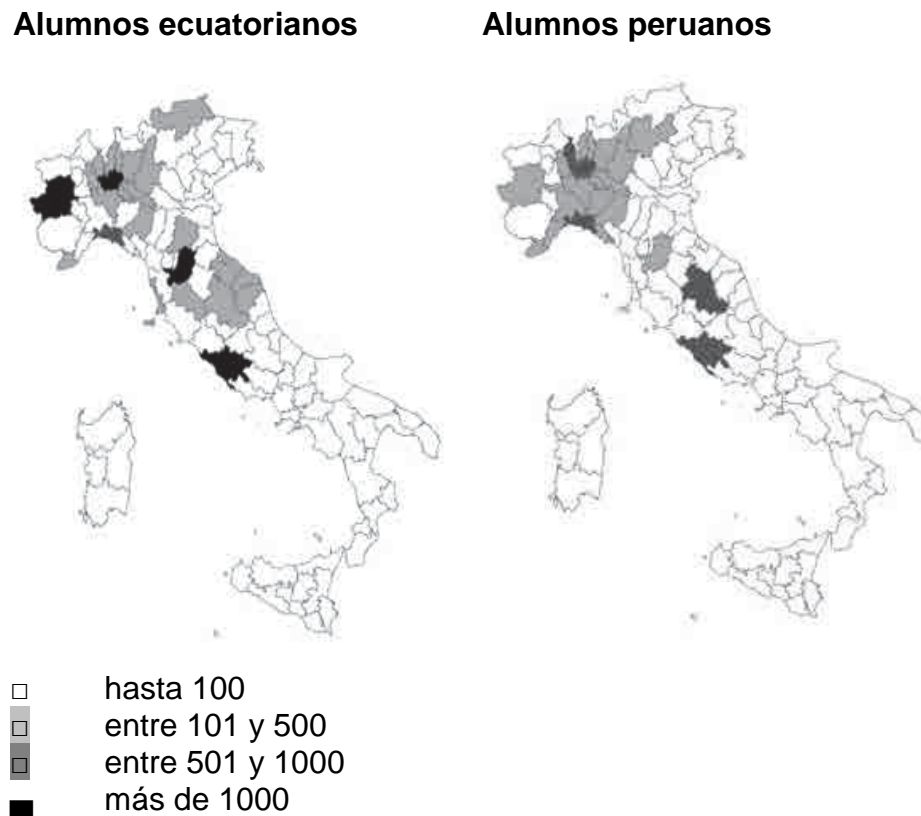 Alumnos ecuatorianos
Alumnos peruanos
hasta 100
entre 101 y 500
entre 501 y 1000
más de 1000